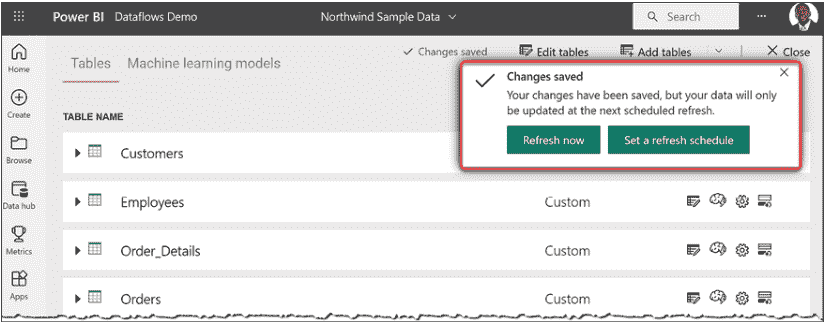 Power BI Dataflows Demo Northwind Sample Data Search
Home
Create
Browse
Data hub
Metrics
Apps
Tables Machine learning models
Changes saved Edit tables Add tables Close
Changes saved
Your changes have been saved, but your data will only
be updated at the next scheduled refresh.
Refresh now Set a refresh schedule
TABLE NAME
Customers
Employees Custom
Order_Details Custom
Orders Custom